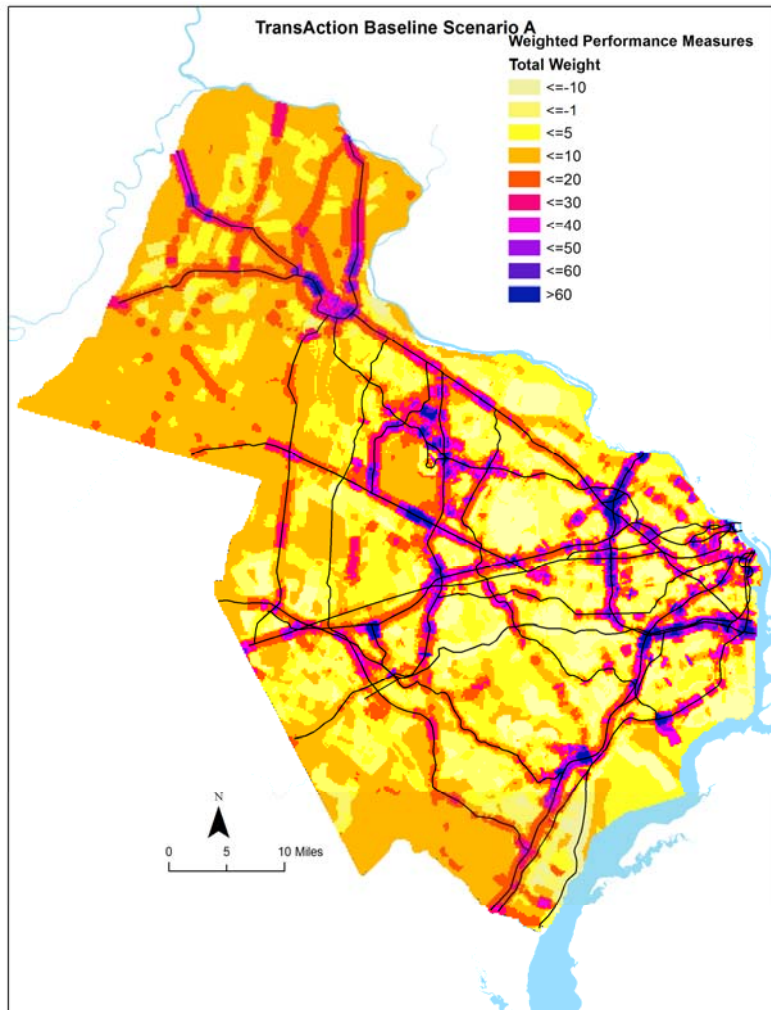 TransAction Baseline Scenario A
Weighted Performance Measures
Total Weight
<=-10
<=-1
<=5
<=10
<=20
<=30
<=40
<=50
<=60
>60
N
0 5 10 Miles